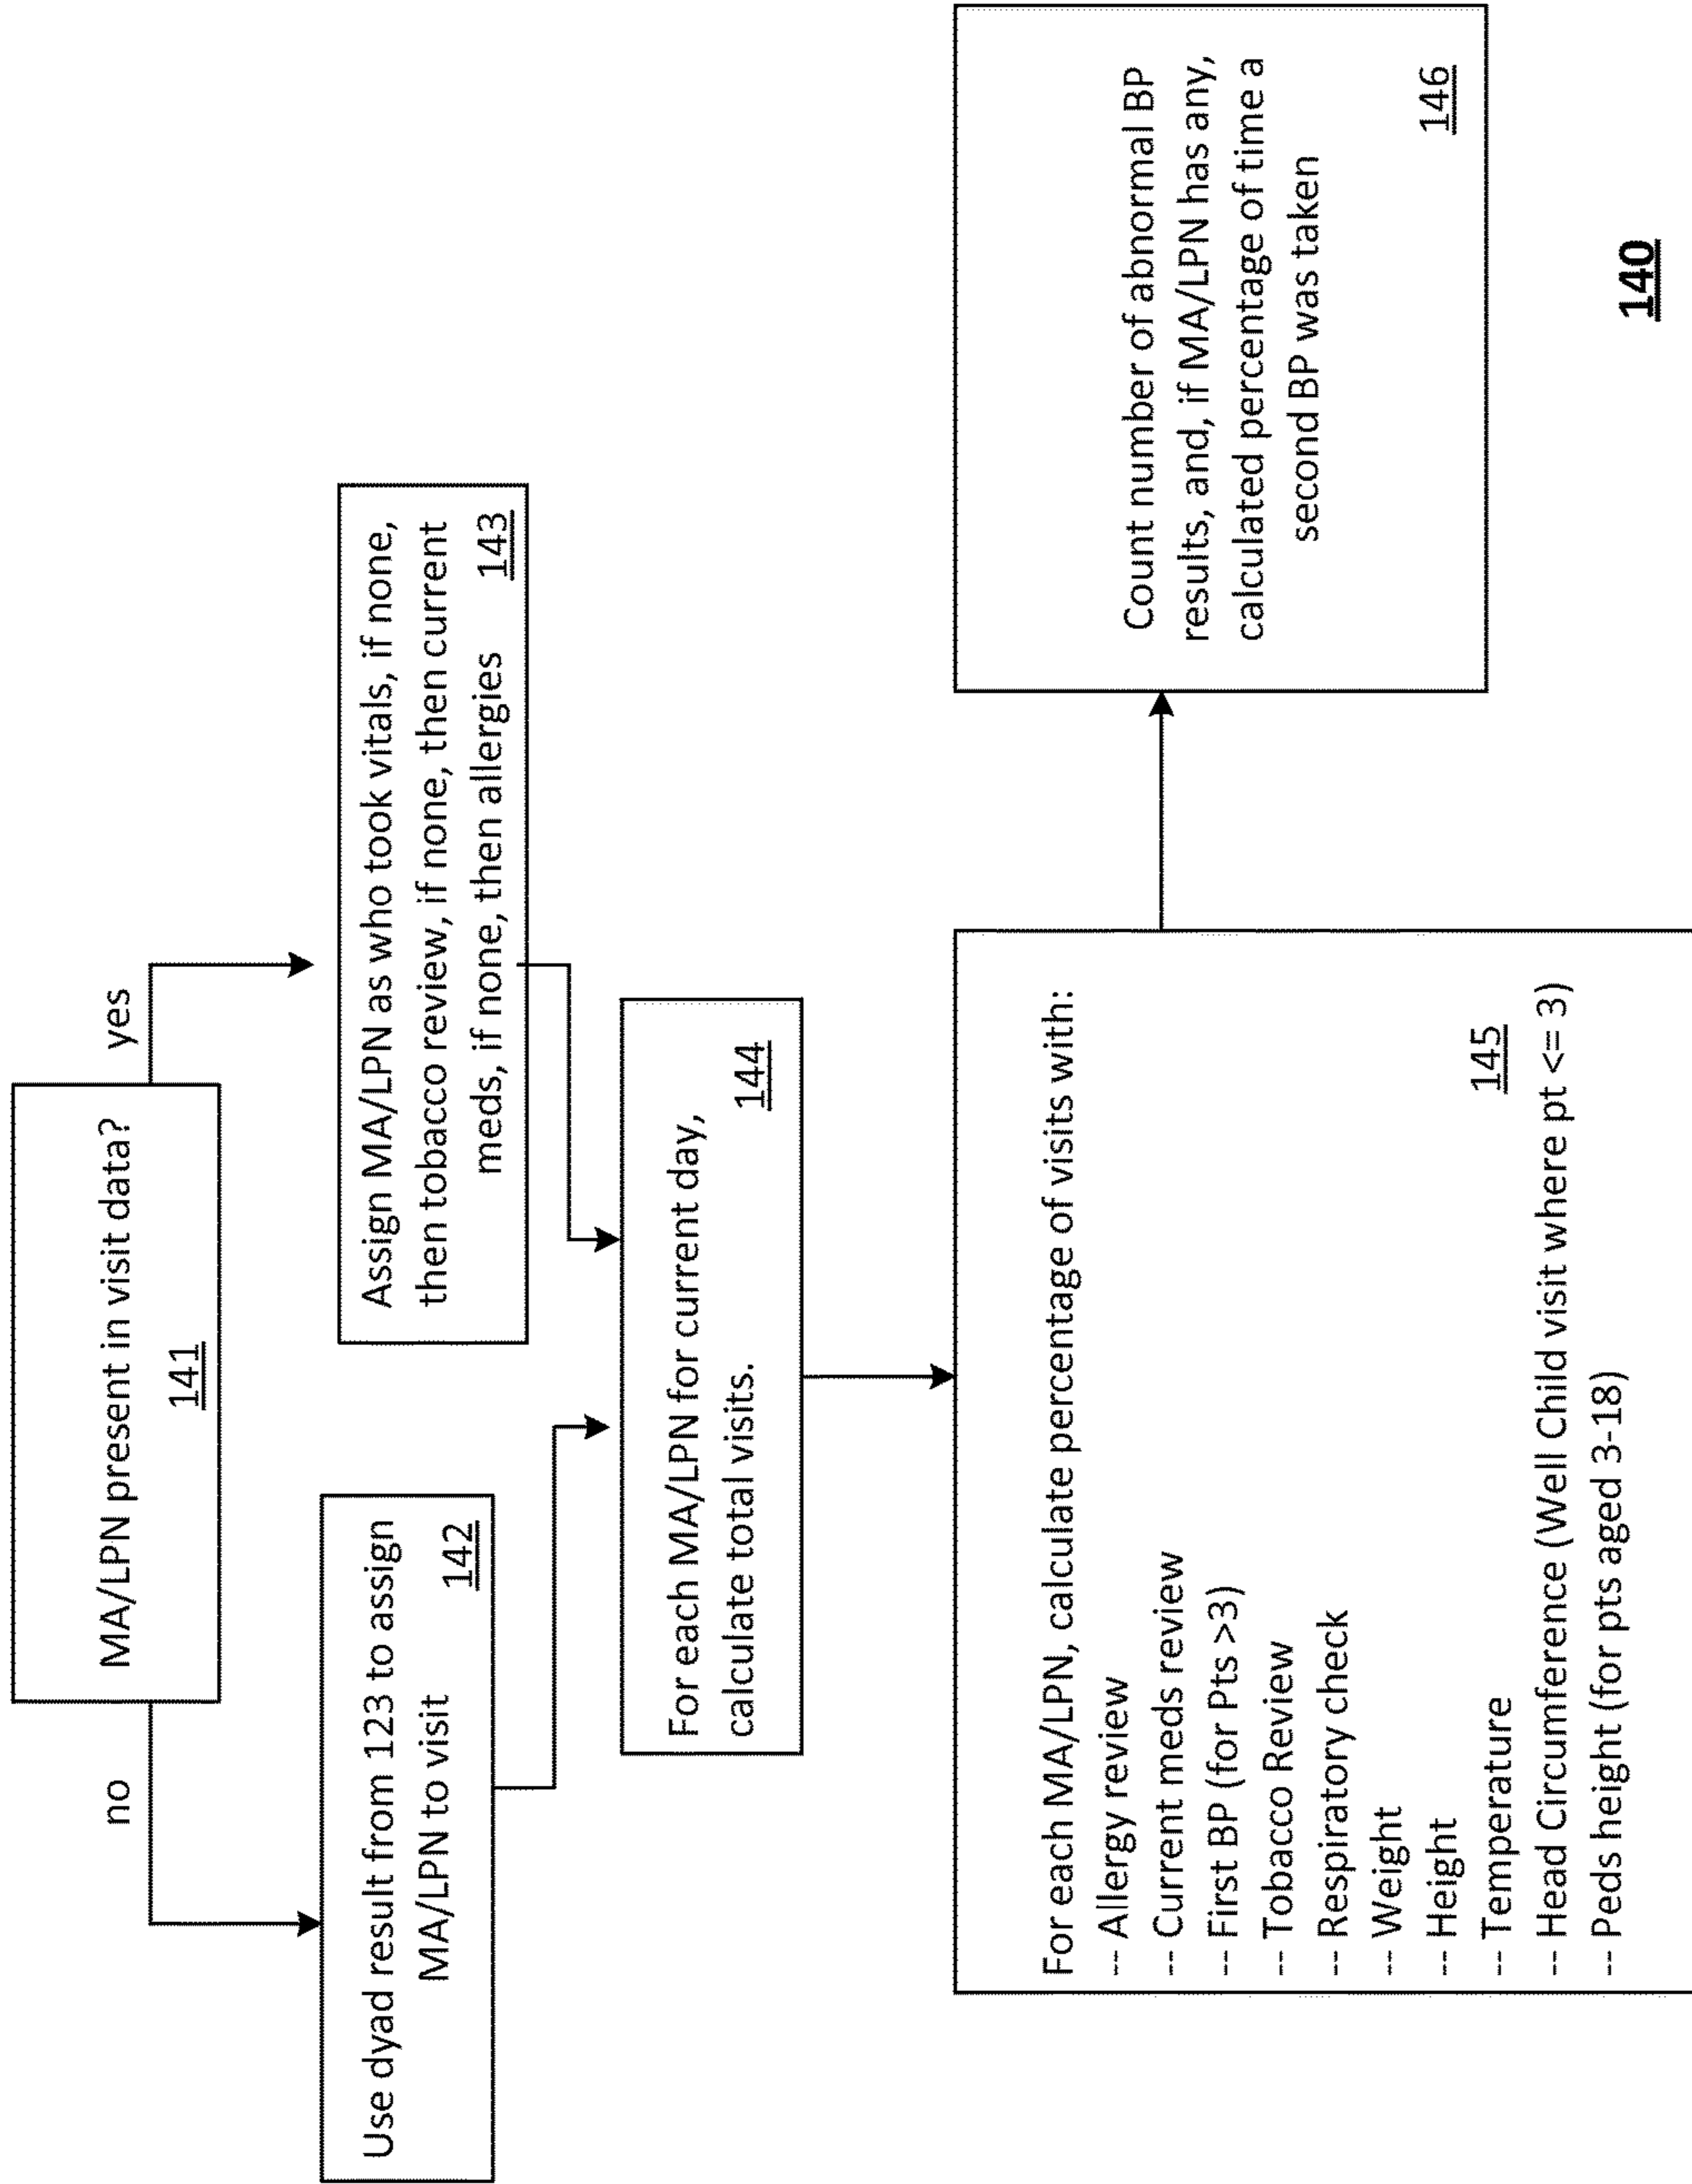 MA/LPN present in visit data?
141
no
yes
Use dyad result from 123 to assign
MA/LPN to visit
142
Assign MA/LPN as who took vitals, if none,
then tobacco review, if none, then current
meds, if none, then allergies 143
For each MA/LPN for current day,
calculate total visits.
144
For each MA/LPN, calculate percentage of visits with:
-- Allergy review
-- Current meds review
-- First BP (for Pts >3)
-- Tobacco Review
-- Respiratory check
-- Weight
-- Height
-- Temperature
145
-- Head Circumference (Well Child visit where pt <= 3)
-- Peds height (for pts aged 3-18)
Count number of abnormal BP
results, and, if MA/LPN has any,
calculated percentage of time a
second BP was taken
146
140